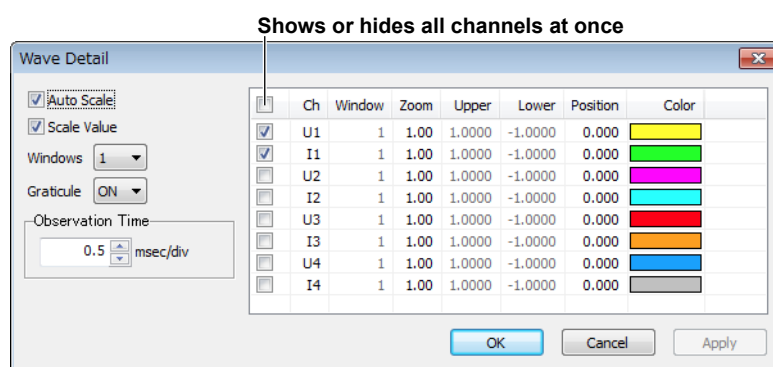 Shows or hides all channels at once
Wave Detail
Auto Scale
Scale Value
Windows 1
Graticule ON
Observation Time
0.5 msec/div
Ch Window Zoom Upper Lower Position Color
U1 1 1.00 1.0000 -1.0000 0.000
I1 1 1.00 1.0000 -1.0000 0.000
U2 1 1.00 1.0000 -1.0000 0.000
I2 1 1.00 1.0000 -1.0000 0.000
U3 1 1.00 1.0000 -1.0000 0.000
I3 1 1.00 1.0000 -1.0000 0.000
U4 1 1.00 1.0000 -1.0000 0.000
I4 1 1.00 1.0000 -1.0000 0.000
OK Cancel Apply